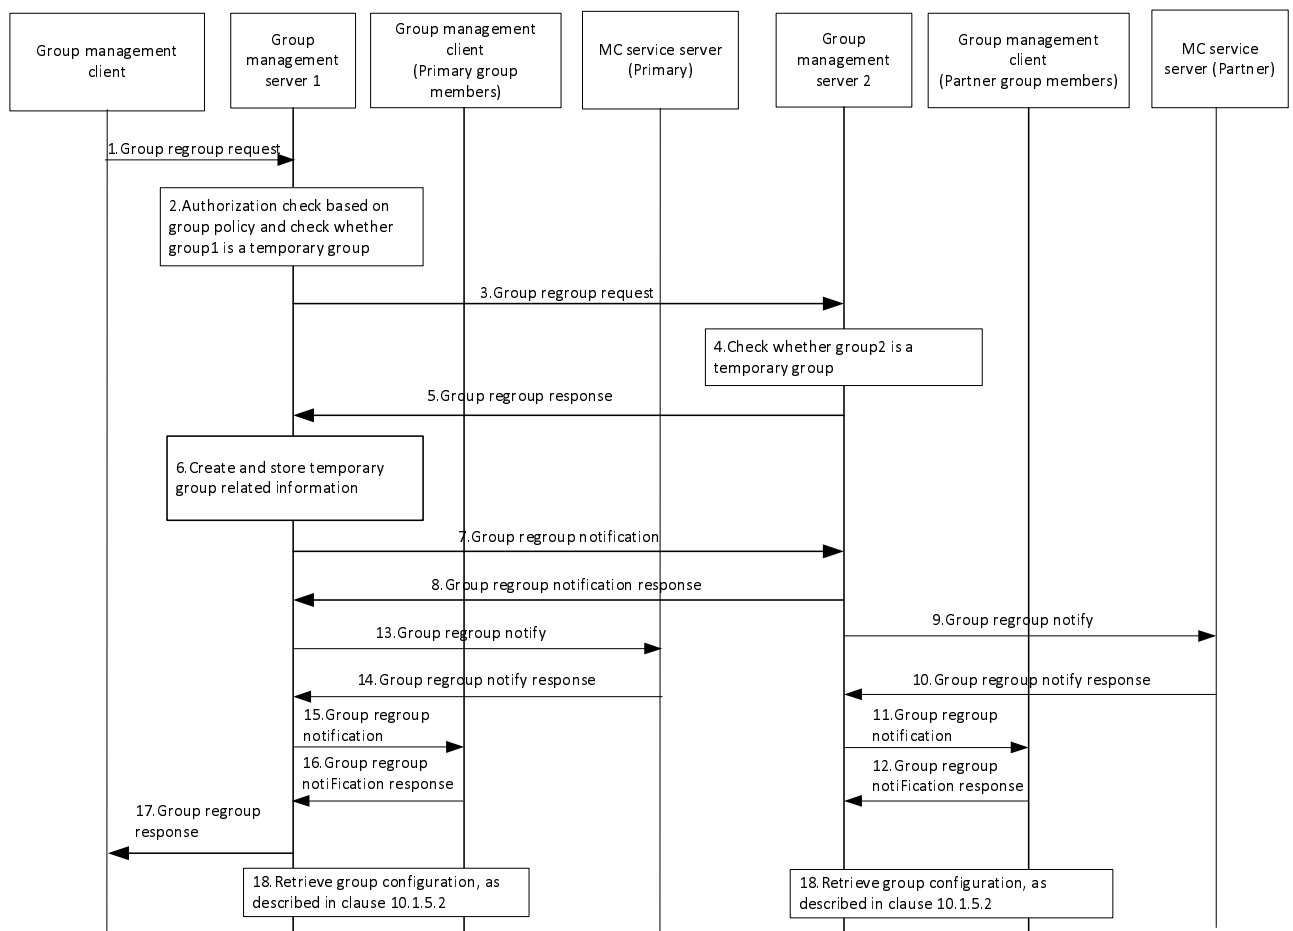 Group management
client
Group
management
server 1
Group management
client
(Primary group
members)
MC service server
(Primary)
Group
management
server 2
Group management
client
(Partner group members)
MC service
server (Partner)
1.Group regroup request
2.Authorization check based on
group policy and check whether
group1 is a temporary group
3.Group regroup request
4.Check whether group2 is a
temporary group
5.Group regroup response
6.Create and store temporary
group related information
7.Group regroup notification
8.Group regroup notification response
9.Group regroup notify
13.Group regroup notify
14.Group regroup notify response
10.Group regroup notify response
15.Group regroup
notification
11.Group regroup
notification
16.Group regroup
notiFication response
12.Group regroup
notiFication response
17.Group regroup
response
18.Retrieve group configuration, as
described in clause 10.1.5.2
18.Retrieve group configuration, as
described in clause 10.1.5.2